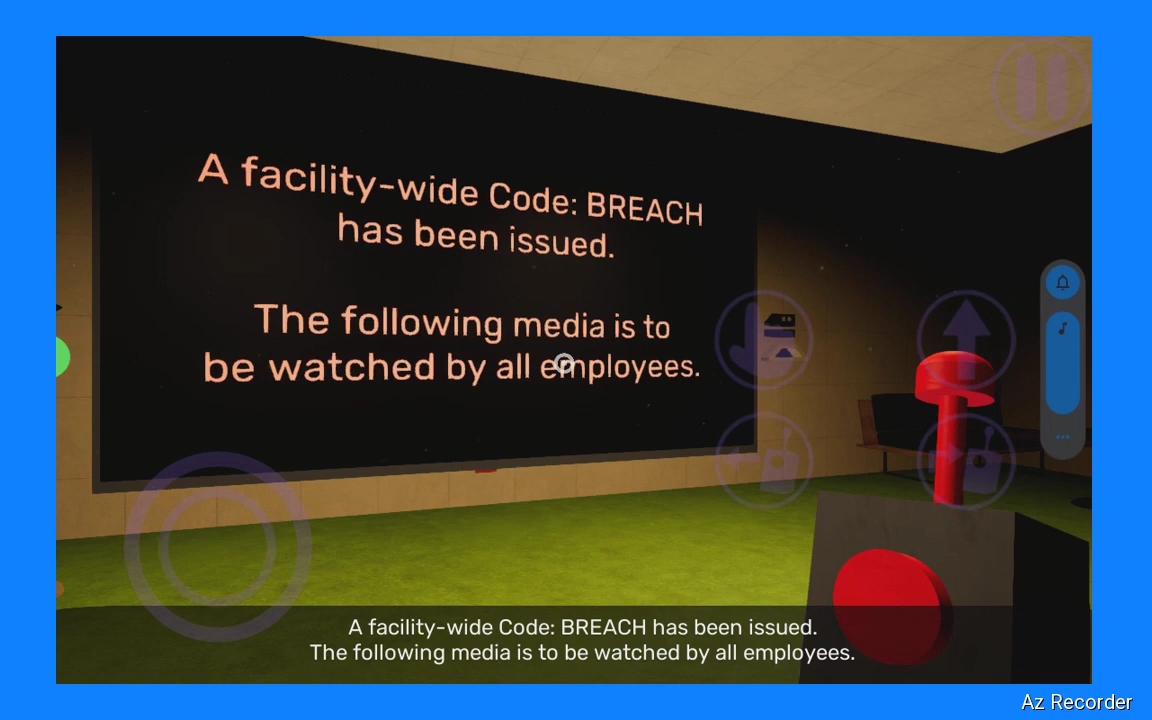 A facility-wide Code: BREACH
has been issued.
The following media is to
be watched by all employees.
A facility-wide Code: BREACH has been issued.
The following media is to be watched by all employees.
Az Recorder